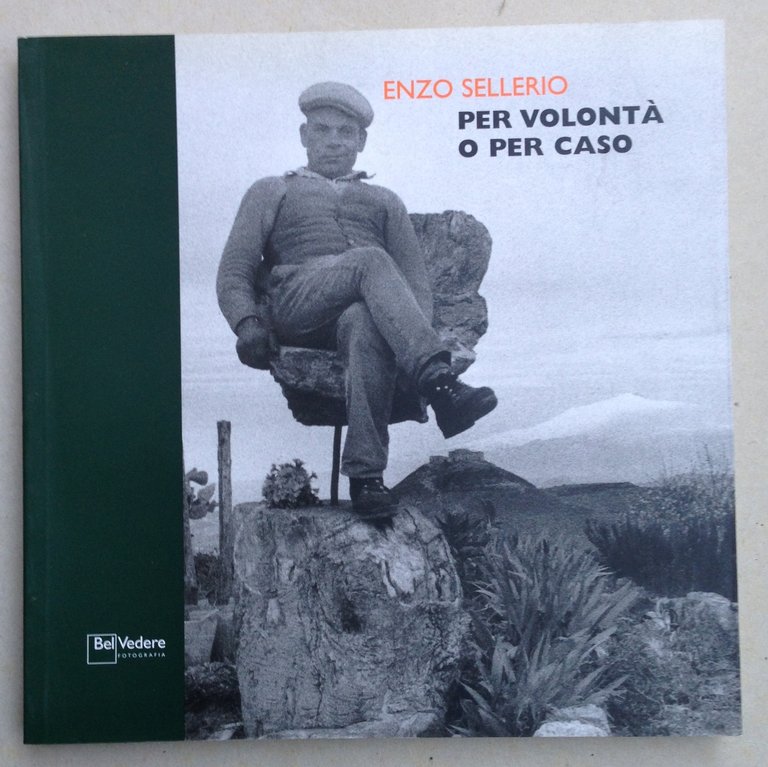 ENZO SELLERIO
PER VOLONTÀ
O PER CASO
Bel Vedere
FOTOGRAFIA